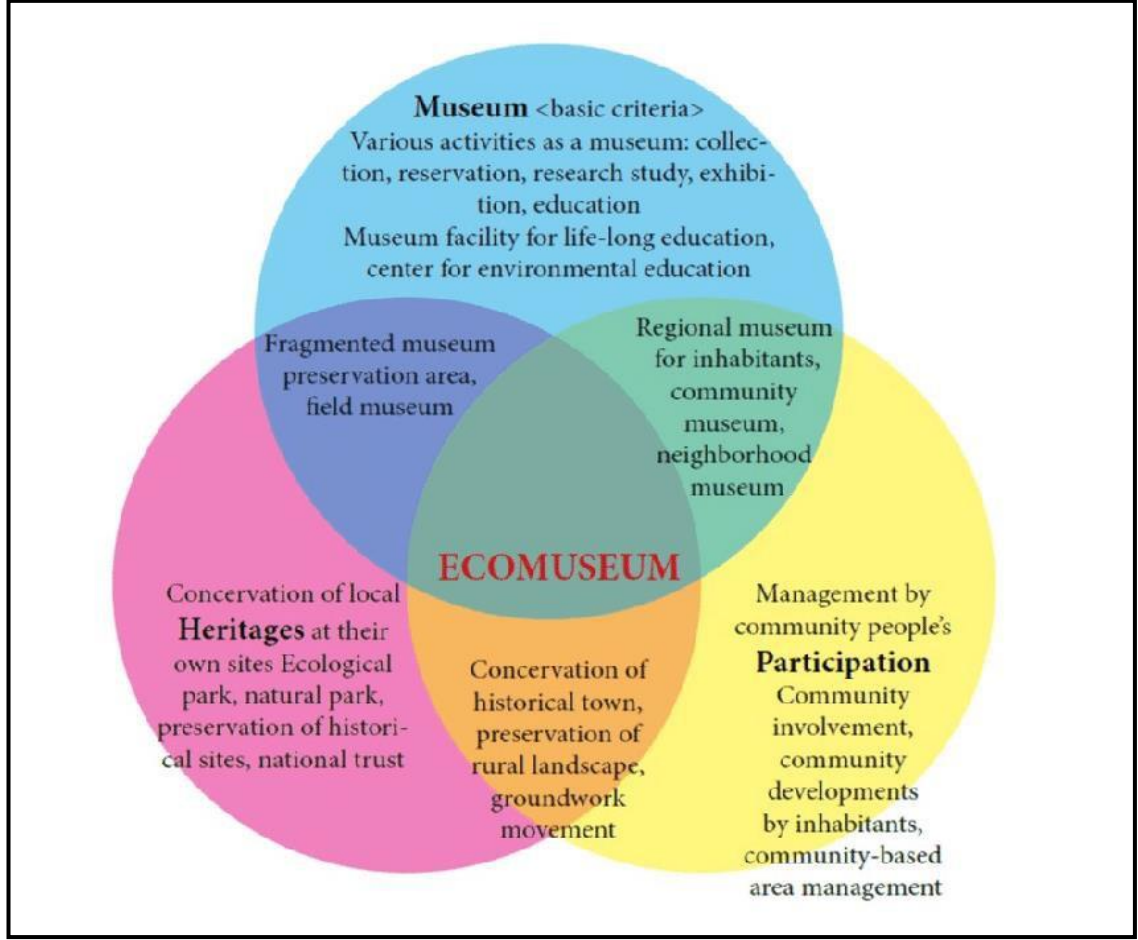 Museum <basic criteria>
Various activities as a museum: collec-
tion, reservation, research study, exhibi-
tion, education
Museum facility for life-long education,
center for environmental education
Fragmented museum
preservation area,
field museum
Regional museum
for inhabitants,
community
museum,
neighborhood
museum
ECOMUSEUM
Concervation of local
Heritages at their
own sites Ecological
park, natural park,
preservation of histori-
cal sites, national trust
Concervation of
historical town,
preservation of
rural landscape,
groundwork
movement
Management by
community people's
Participation
Community
involvement,
community
developments
by inhabitants,
community-based
area management